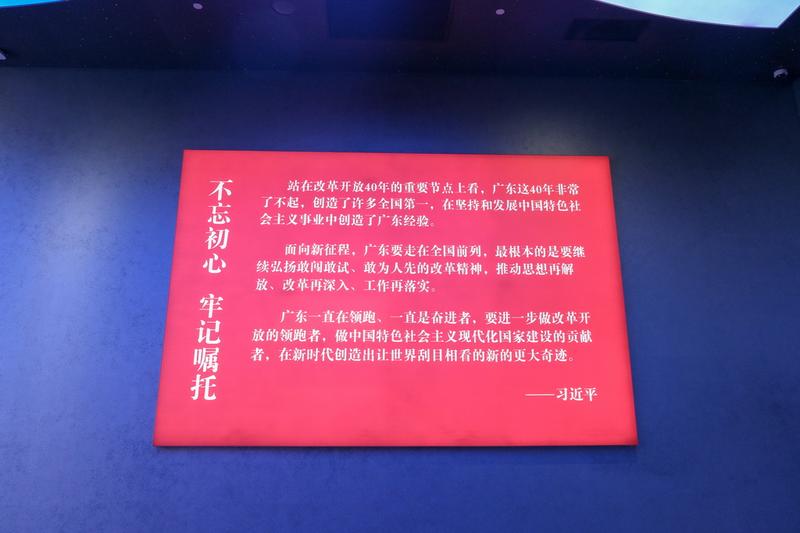 不忘初心 牢记嘱托
站在改革开放40年的重要节点上看，广东这40年非常
了不起，创造了许多全国第一，在坚持和发展中国特色社
会主义事业中创造了广东经验。
面向新征程，广东要走在全国前列，最根本的是要继
续弘扬敢闯敢试、敢为人先的改革精神，推动思想再解
放、改革再深入、工作再落实。
广东一直在领跑、一直是奋进者，要进一步做改革开
放的领跑者，做中国特色社会主义现代化国家建设的贡献
者，在新时代创造出让世界刮目相看的新的更大奇迹。
——习近平